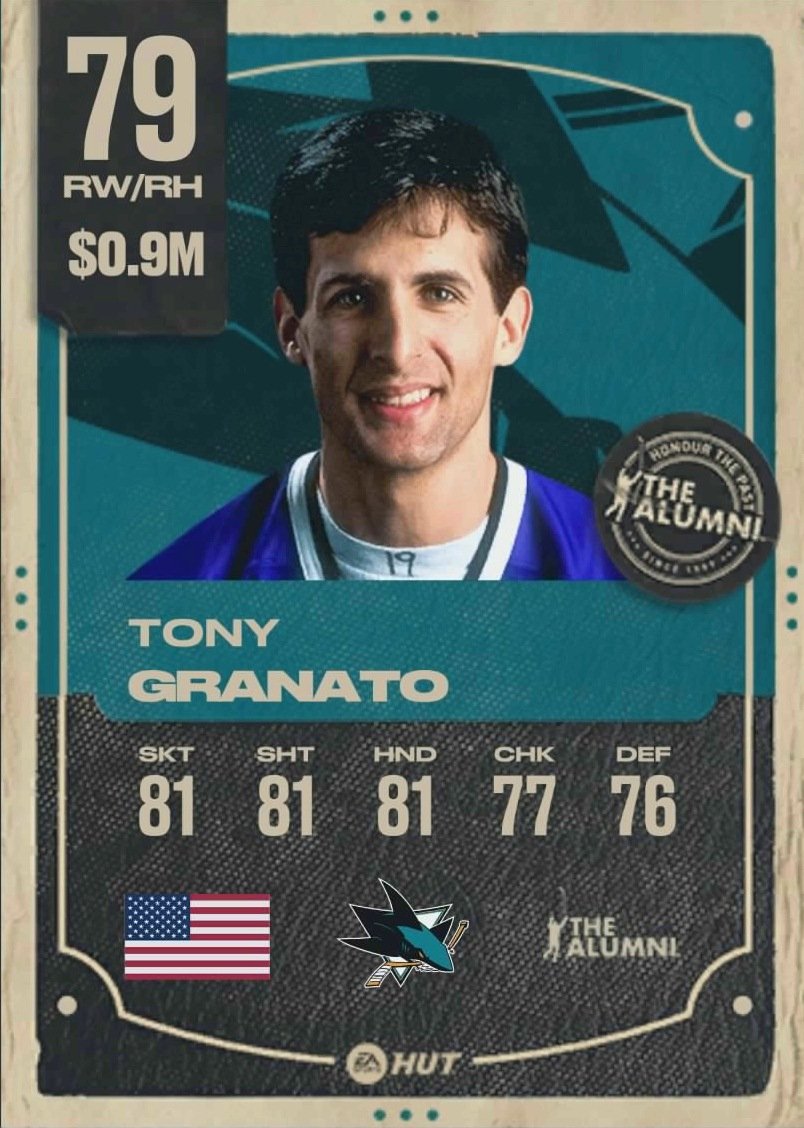 79
RW/RH
$0.9M
19
HONOUR THE PAST
THE
ALUMNI
TONY
GRANATO
SKT SHT HND CHK DEF
81 81 81 77 76
THE
ALUMNI
EA HUT